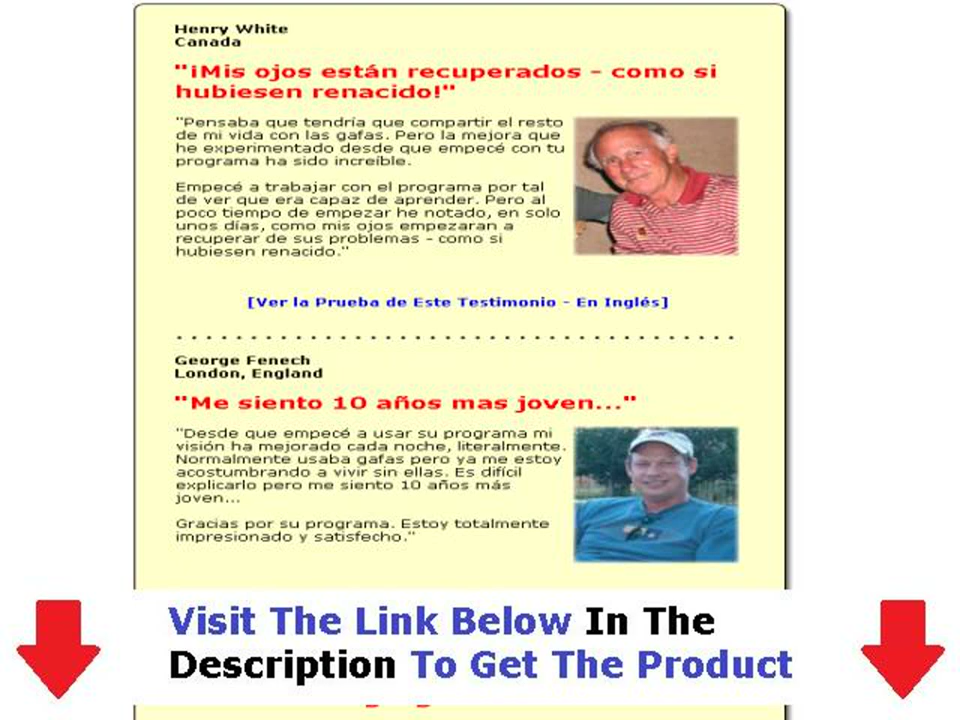 Henry White
Canada
"¡Mis ojos están recuperados - como si
hubiesen renacido!"
"Pensaba que tendría que compartir el resto
de mi vida con las gafas. Pero la mejora que
he experimentado desde que empecé con tu
programa ha sido increíble.
Empecé a trabajar con el programa por tal
de ver que era capaz de aprender. Pero al
poco tiempo de empezar he notado, en solo
unos días, como mis ojos empezaran a
recuperar de sus problemas - como si
hubiesen renacido."
[Ver la Prueba de Este Testimonio - En Inglés]
George Fenech
London, England
"Me siento 10 años mas joven..."
"Desde que empecé a usar su programa mi
visión ha mejorado cada noche, literalmente.
Normalmente usaba gafas pero ya me estoy
acostumbrando a vivir sin ellas. Es difícil
explicarlo pero me siento 10 años más
joven...
Gracias por su programa. Estoy totalmente
impresionado y satisfecho."
Visit The Link Below In The
Description To Get The Product